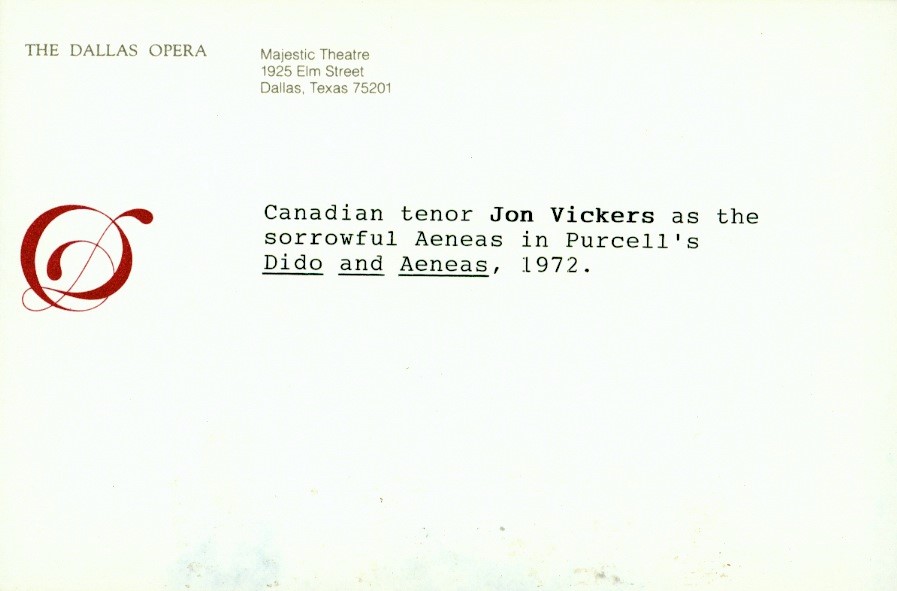 THE DALLAS OPERA
Majestic Theatre
1925 Elm Street
Dallas, Texas 75201
Canadian tenor Jon Vickers as the
sorrowful Aeneas in Purcell's
Dido and Aeneas, 1972.